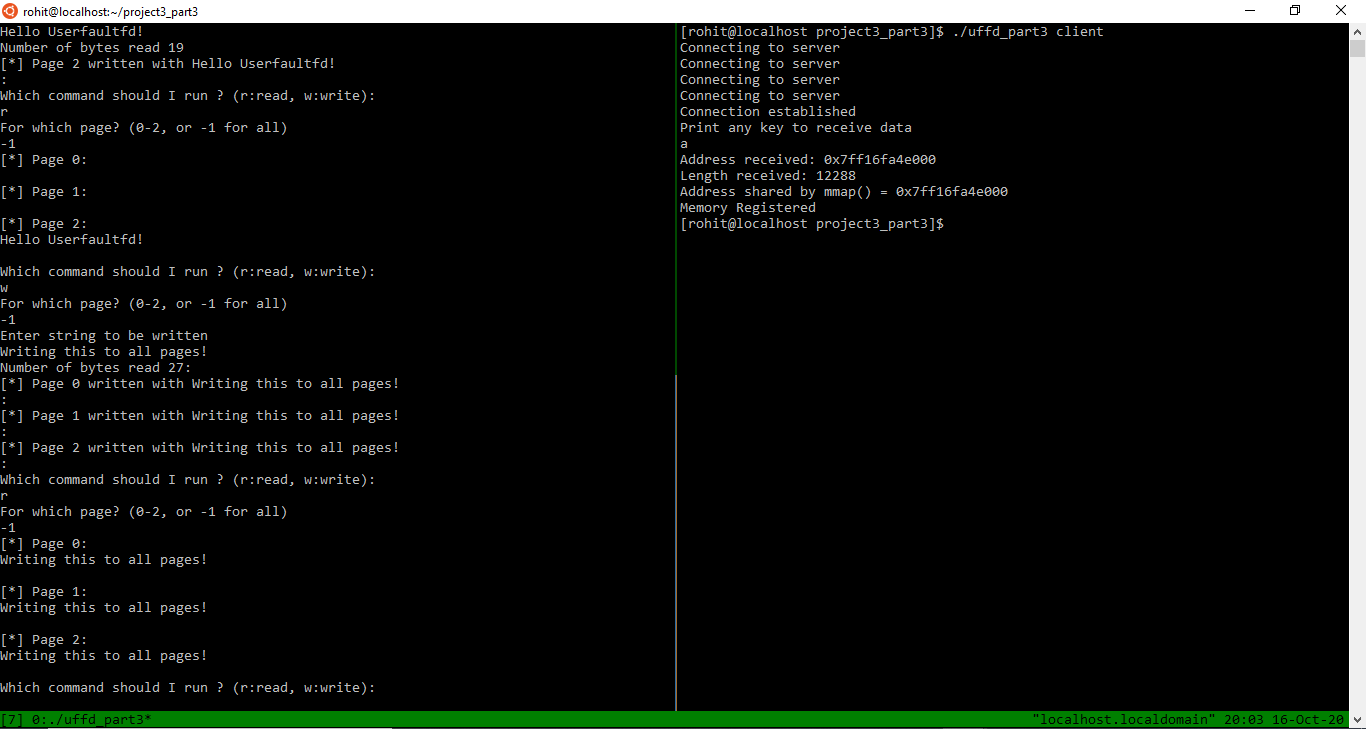 rohit@localhost:~/project3_part3
Hello Userfaultfd!
Number of bytes read 19
[*] Page 2 written with Hello Userfaultfd!
:
Which command should I run ? (r:read, w:write):
r
For which page? (0-2, or -1 for all)
-1
[*] Page 0:
[*] Page 1:
[*] Page 2:
Hello Userfaultfd!
Which command should I run ? (r:read, w:write):
w
For which page? (0-2, or -1 for all)
-1
Enter string to be written
Writing this to all pages!
Number of bytes read 27:
[*] Page 0 written with Writing this to all pages!
:
[*] Page 1 written with Writing this to all pages!
:
[*] Page 2 written with Writing this to all pages!
:
Which command should I run ? (r:read, w:write):
r
For which page? (0-2, or -1 for all)
-1
[*] Page 0:
Writing this to all pages!
[*] Page 1:
Writing this to all pages!
[*] Page 2:
Writing this to all pages!
Which command should I run ? (r:read, w:write):
[rohit@localhost project3_part3]$ ./uffd_part3 client
Connecting to server
Connecting to server
Connecting to server
Connecting to server
Connection established
Print any key to receive data
a
Address received: 0x7ff16fa4e000
Length received: 12288
Address shared by mmap() = 0x7ff16fa4e000
Memory Registered
[rohit@localhost project3_part3]$
[7] 0:./uffd_part3* "localhost.localdomain" 20:03 16-Oct-20